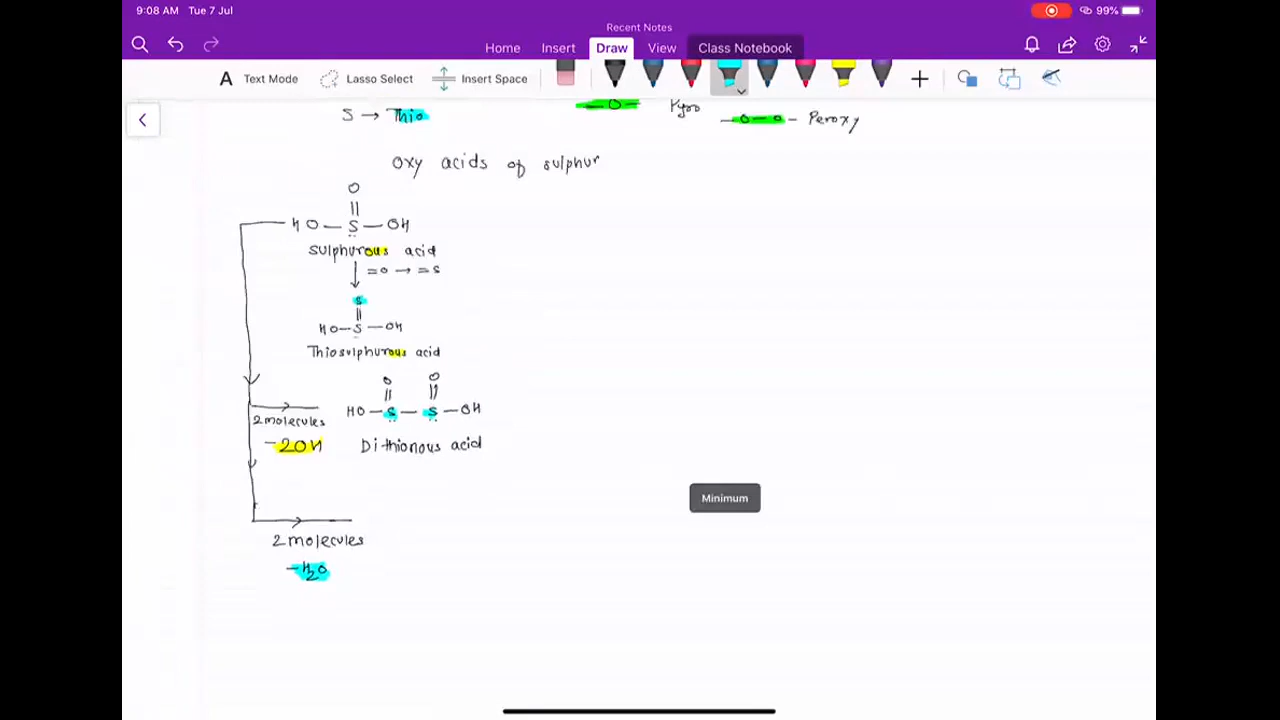 9:08 AM Tue 7 Jul
99%
Recent Notes
Home Insert Draw View Class Notebook
A Text Mode Lasso Select Insert Space
S → Thio
— O — Pyro
— O — O — Peroxy
oxy acids of sulphur
O
||
HO — S — OH
Sulphurous acid
=O → =S
S
||
HO — S — OH
Thiosulphurous acid
O O
|| ||
HO — S — S — OH
2 molecules
-2OH Dithionous acid
Minimum
2 molecules
-H2O